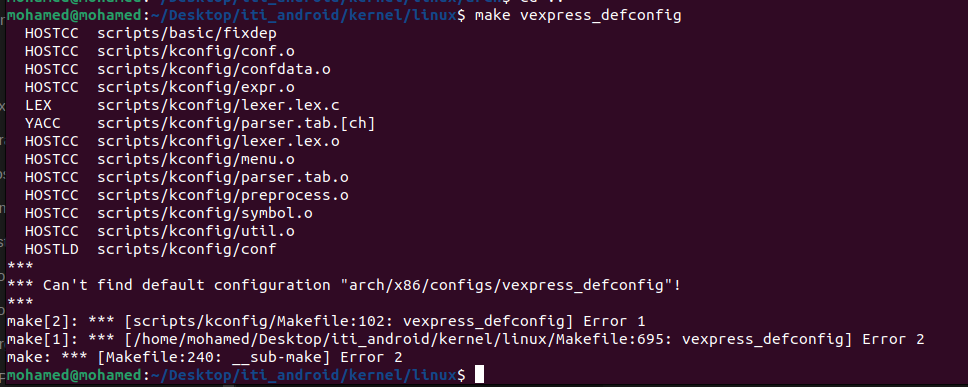 mohamed@mohamed:~/Desktop/iti_android/kernel/linux$ make vexpress_defconfig
  HOSTCC  scripts/basic/fixdep
  HOSTCC  scripts/kconfig/conf.o
  HOSTCC  scripts/kconfig/confdata.o
  HOSTCC  scripts/kconfig/expr.o
  LEX     scripts/kconfig/lexer.lex.c
  YACC    scripts/kconfig/parser.tab.[ch]
  HOSTCC  scripts/kconfig/lexer.lex.o
  HOSTCC  scripts/kconfig/menu.o
  HOSTCC  scripts/kconfig/parser.tab.o
  HOSTCC  scripts/kconfig/preprocess.o
  HOSTCC  scripts/kconfig/symbol.o
  HOSTCC  scripts/kconfig/util.o
  HOSTLD  scripts/kconfig/conf
***
*** Can't find default configuration "arch/x86/configs/vexpress_defconfig"!
***
make[2]: *** [scripts/kconfig/Makefile:102: vexpress_defconfig] Error 1
make[1]: *** [/home/mohamed/Desktop/iti_android/kernel/linux/Makefile:695: vexpress_defconfig] Error 2
make: *** [Makefile:240: __sub-make] Error 2
mohamed@mohamed:~/Desktop/iti_android/kernel/linux$